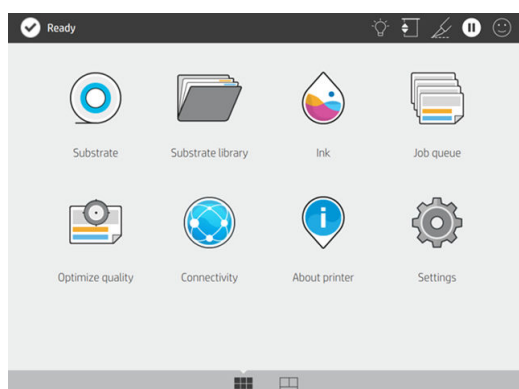 Ready
Substrate
Substrate library
Ink
Job queue
Optimize quality
Connectivity
About printer
Settings